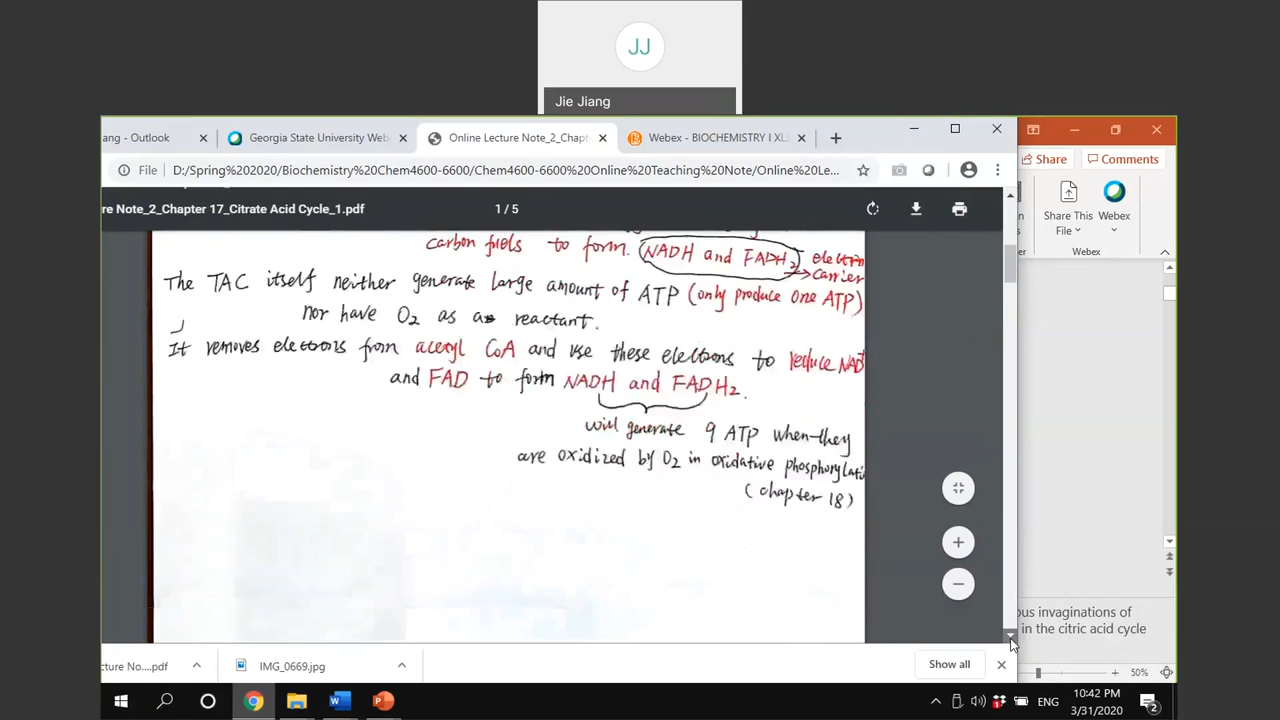 JJ
Jie Jiang
ang - Outlook
Georgia State University Web
Online Lecture Note_2_Chapt
Webex - BIOCHEMISTRY I XLS
File
D:/Spring%202020/Biochemistry%20Chem4600-6600/Chem4600-6600%20Online%20Teaching%20Note/Online%20Le...
Share
Comments
re Note_2_Chapter 17_Citrate Acid Cycle_1.pdf
1 / 5
Share This
File
Webex
Webex
carbon fuels to form. NADH and FADH2 electron
carrier
The TAC itself neither generate large amount of ATP (only produce one ATP)
nor have O2 as a reactant.
It removes electrons from acetyl CoA and use these electrons to reduce NAD
and FAD to form NADH and FADH2.
will generate 9 ATP when they
are oxidized by O2 in oxidative phosphorylati
(chapter 18)
ous invaginations of
in the citric acid cycle
Lecture No....pdf
IMG_0669.jpg
Show all
50%
ENG
10:42 PM
3/31/2020
2